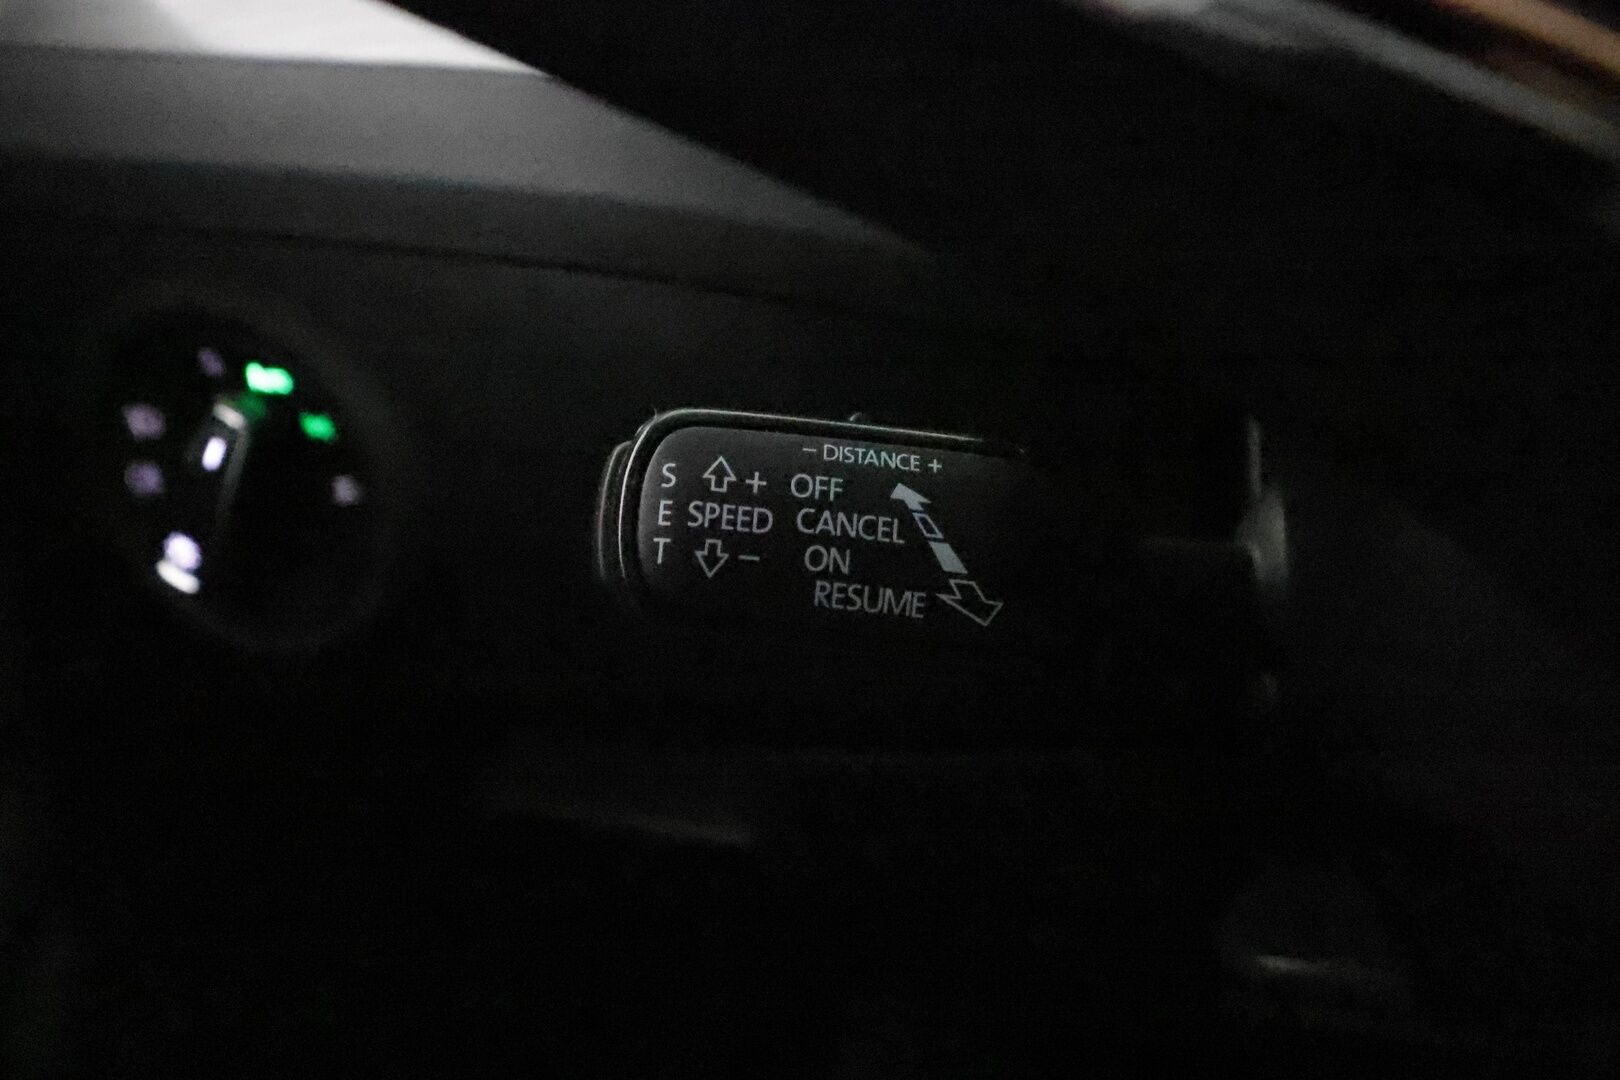 - DISTANCE +
S + OFF
E SPEED CANCEL
T - ON
RESUME